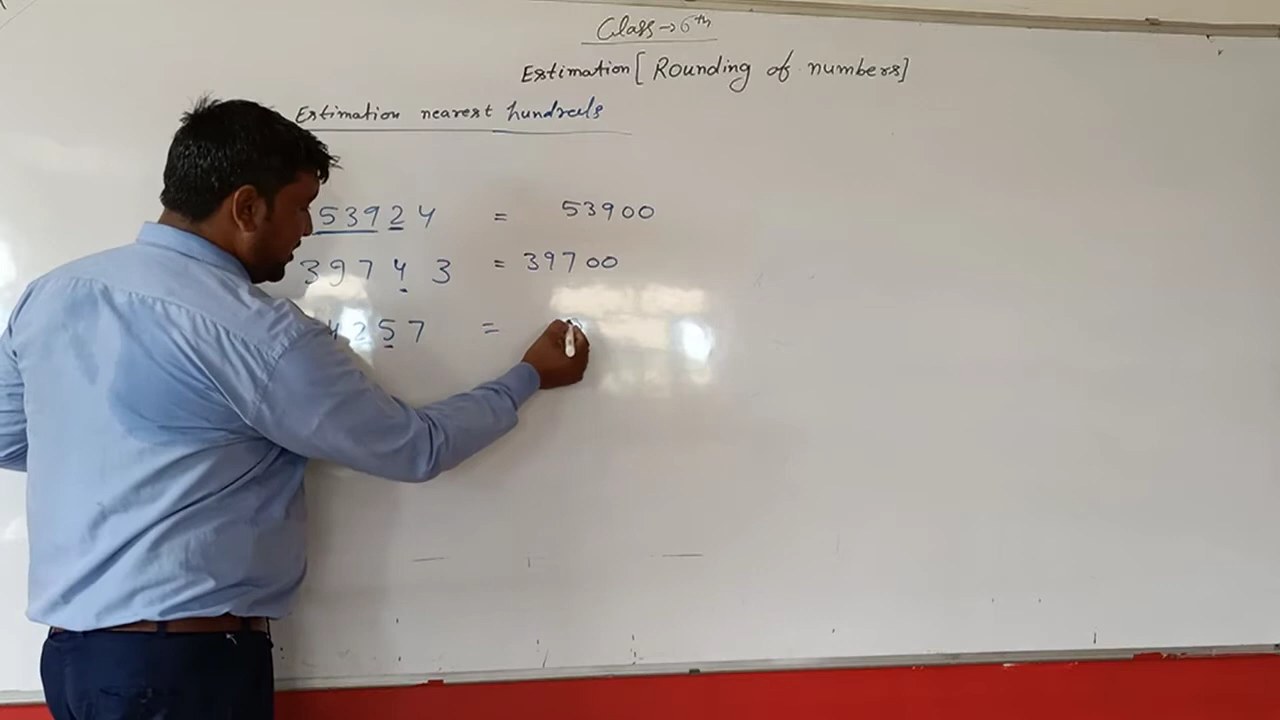 Class → 6th
Estimation [ Rounding of numbers ]
Estimation nearest hundreds
53924 = 53900
39743 = 39700
4257 =